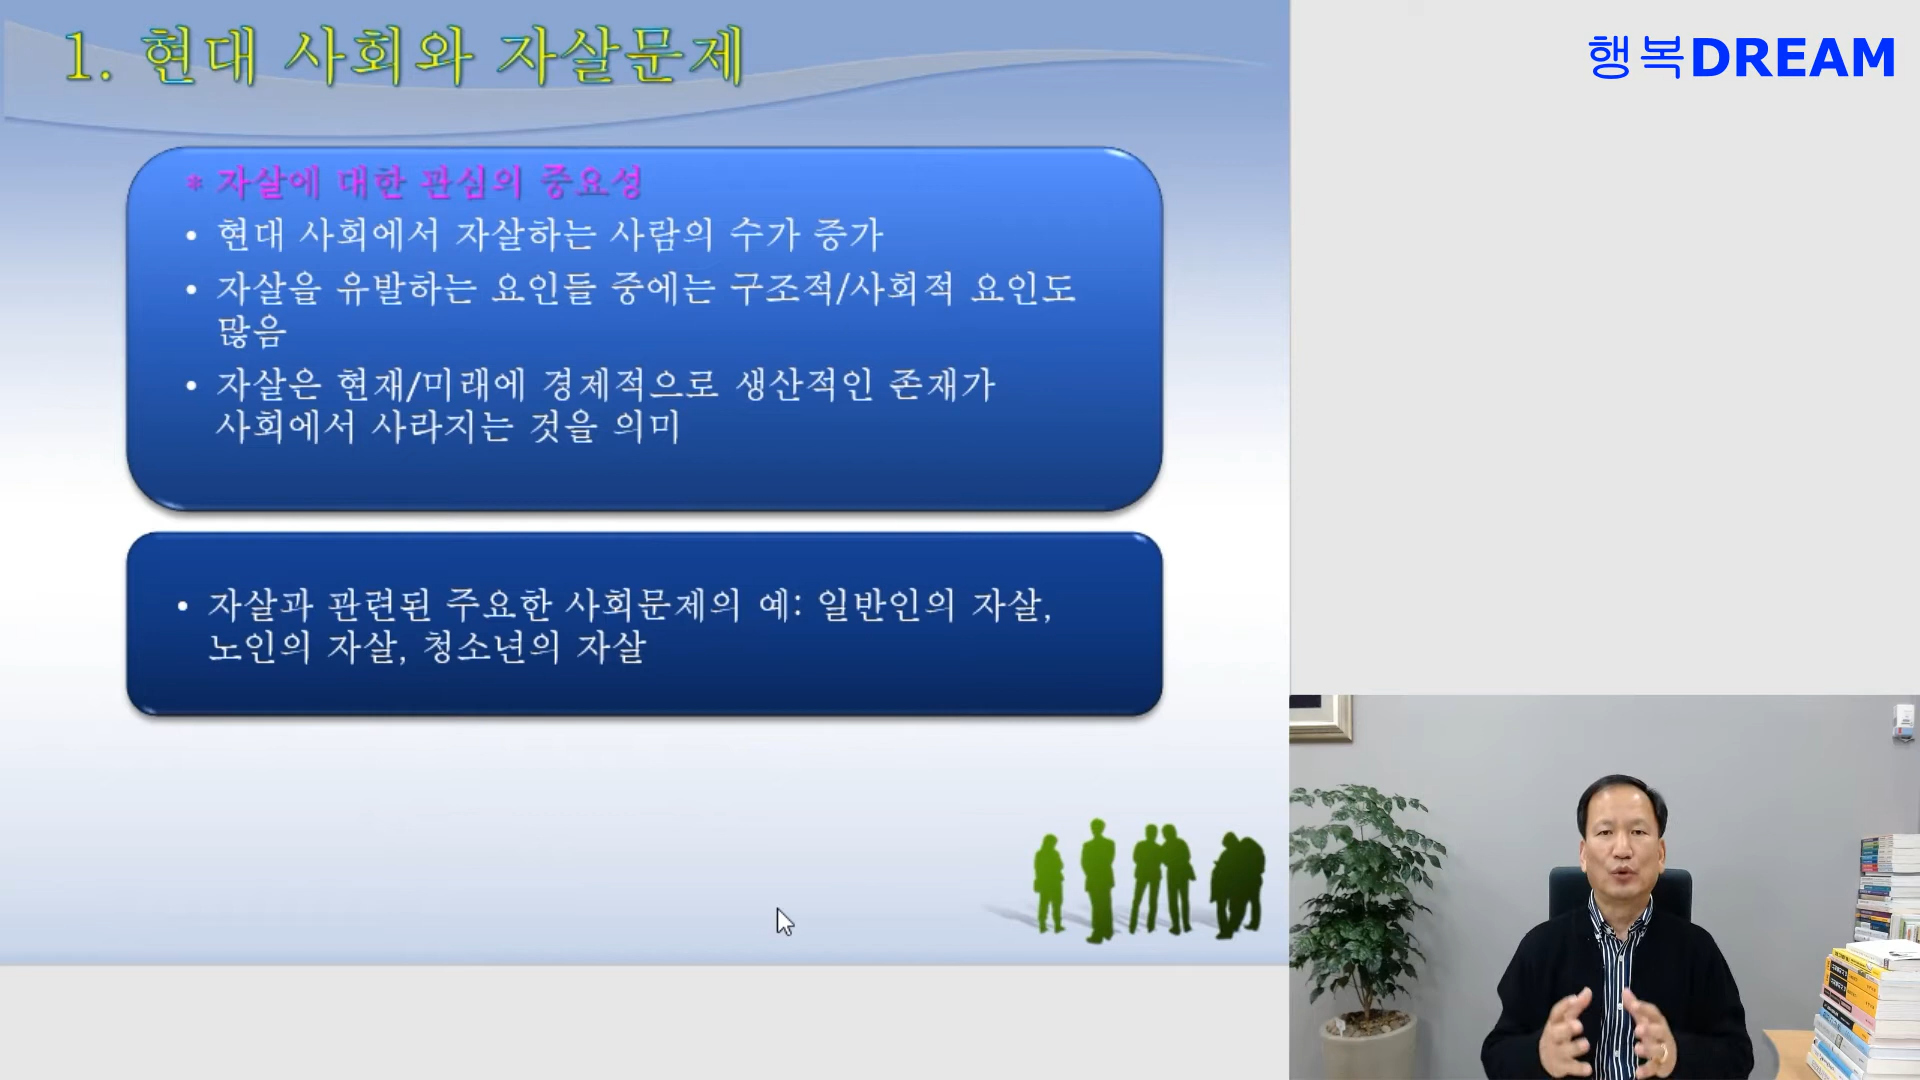 1. 현대 사회와 자살문제
행복DREAM
* 자살에 대한 관심의 중요성
• 현대 사회에서 자살하는 사람의 수가 증가
• 자살을 유발하는 요인들 중에는 구조적/사회적 요인도
많음
• 자살은 현재/미래에 경제적으로 생산적인 존재가
사회에서 사라지는 것을 의미
• 자살과 관련된 주요한 사회문제의 예: 일반인의 자살,
노인의 자살, 청소년의 자살